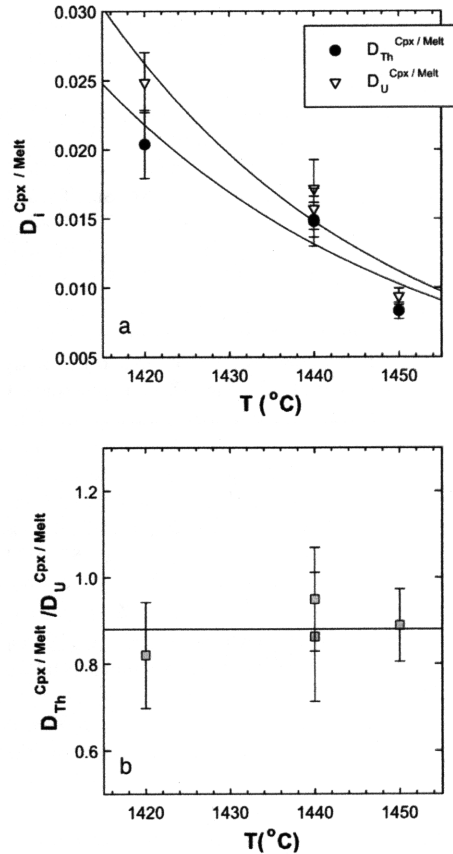 0.030
0.025
0.020
0.015
0.010
0.005
D_i^Cpx / Melt
D_Th^Cpx / Melt
D_U^Cpx / Melt
a
1420 1430 1440 1450
T (°C)
1.2
1.0
0.8
0.6
D_Th^Cpx / Melt / D_U^Cpx / Melt
b
1420 1430 1440 1450
T(°C)